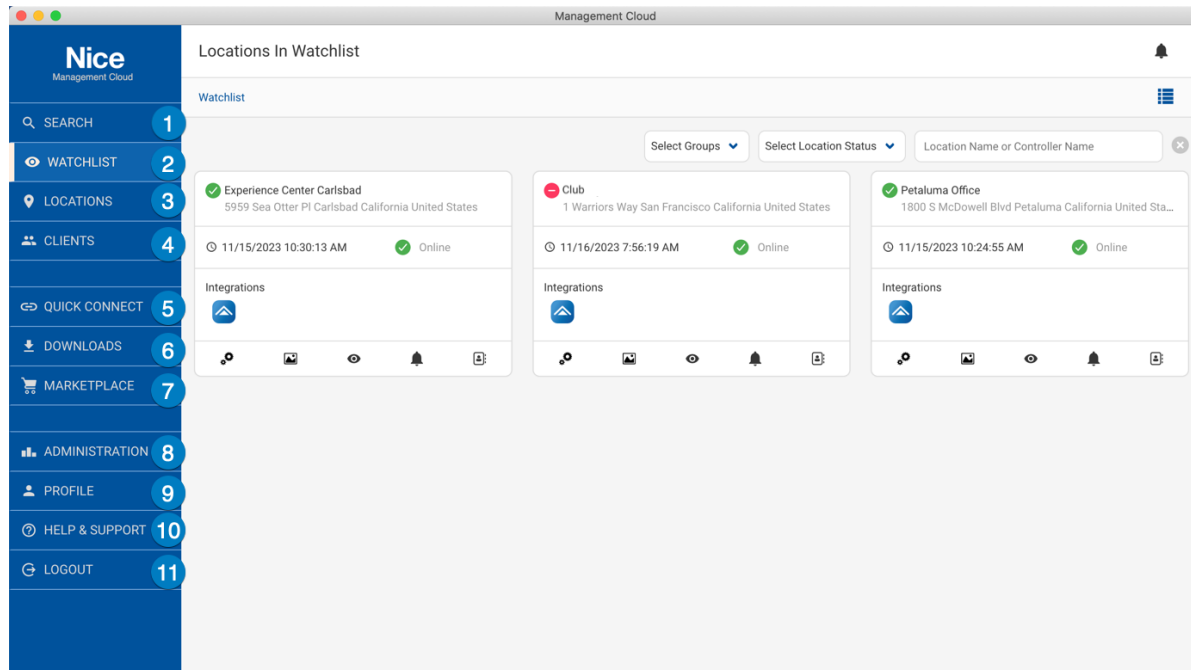 Management Cloud
Nice
Management Cloud
SEARCH 1
WATCHLIST 2
LOCATIONS 3
CLIENTS 4
QUICK CONNECT 5
DOWNLOADS 6
MARKETPLACE 7
ADMINISTRATION 8
PROFILE 9
HELP & SUPPORT 10
LOGOUT 11
Locations In Watchlist
Watchlist
Select Groups Select Location Status Location Name or Controller Name
Experience Center Carlsbad
5959 Sea Otter Pl Carlsbad California United States
11/15/2023 10:30:13 AM Online
Integrations
Club
1 Warriors Way San Francisco California United States
11/16/2023 7:56:19 AM Online
Integrations
Petaluma Office
1800 S McDowell Blvd Petaluma California United Sta...
11/15/2023 10:24:55 AM Online
Integrations